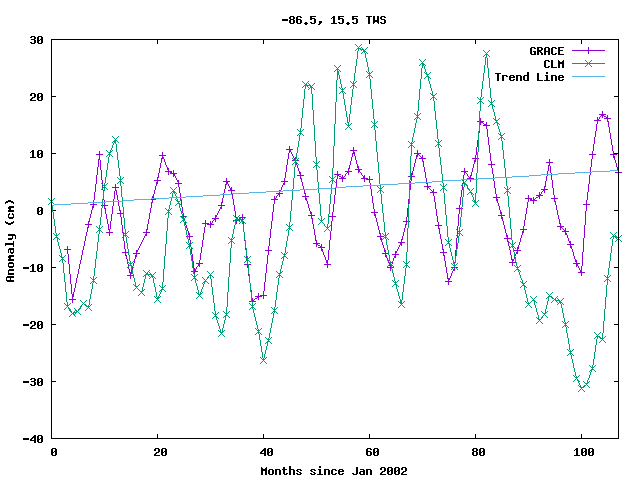 -86.5, 15.5 TWS
GRACE
CLM
Trend Line
30
20
10
0
-10
-20
-30
-40
Anomaly (cm)
0 20 40 60 80 100
Months since Jan 2002